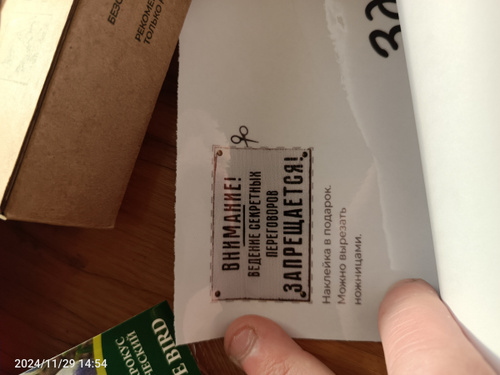 ВНИМАНИЕ!
ВЕДЕНИЕ СЕКРЕТНЫХ
ПЕРЕГОВОРОВ
ЗАПРЕЩАЕТСЯ!
Наклейка в подарок.
Можно вырезать
ножницами.
BIRD
2024/11/29 14:54